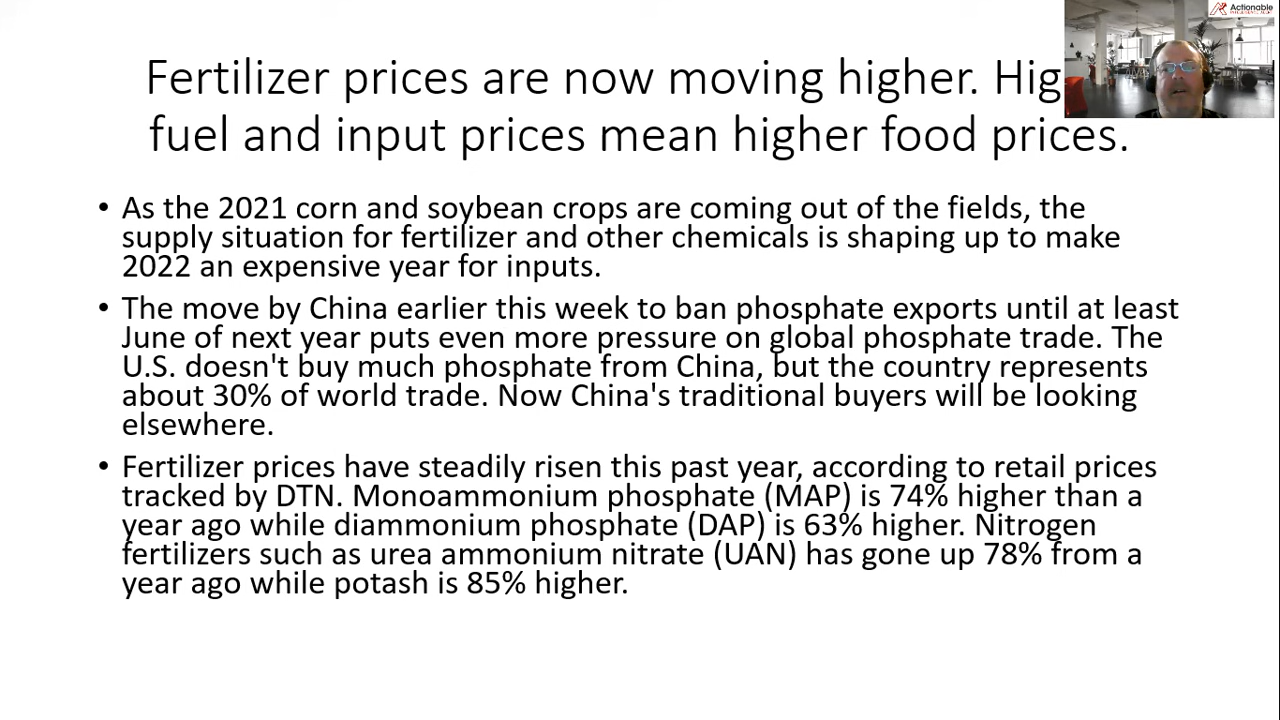 Actionable
Fertilizer prices are now moving higher. Hig
fuel and input prices mean higher food prices.
• As the 2021 corn and soybean crops are coming out of the fields, the
supply situation for fertilizer and other chemicals is shaping up to make
2022 an expensive year for inputs.
• The move by China earlier this week to ban phosphate exports until at least
June of next year puts even more pressure on global phosphate trade. The
U.S. doesn't buy much phosphate from China, but the country represents
about 30% of world trade. Now China's traditional buyers will be looking
elsewhere.
• Fertilizer prices have steadily risen this past year, according to retail prices
tracked by DTN. Monoammonium phosphate (MAP) is 74% higher than a
year ago while diammonium phosphate (DAP) is 63% higher. Nitrogen
fertilizers such as urea ammonium nitrate (UAN) has gone up 78% from a
year ago while potash is 85% higher.